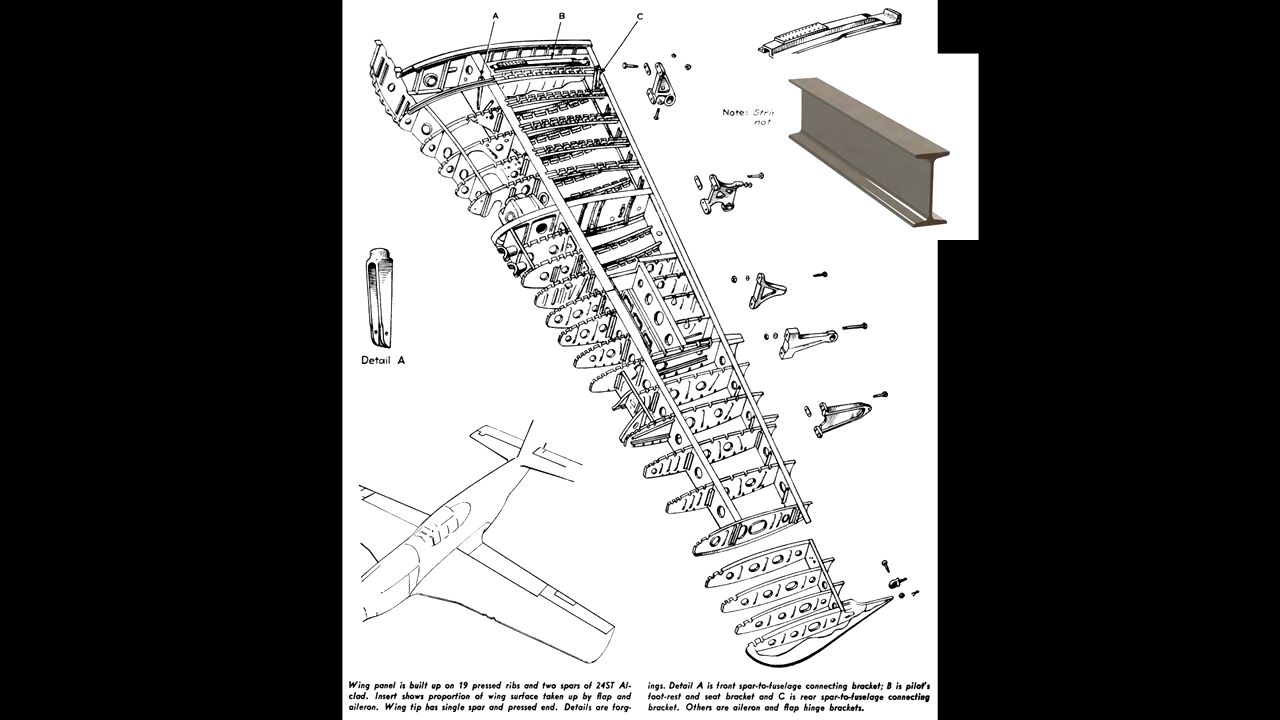 A B C
Note: Strin
not
Detail A
Wing panel is built up on 19 pressed ribs and two spars of 24ST Al-
clad. Insert shows proportion of wing surface taken up by flap and
aileron. Wing tip has single spar and pressed end. Details are forg-
ings. Detail A is front spar-to-fuselage connecting bracket; B is pilot's
foot-rest and seat bracket and C is rear spar-to-fuselage connecting
bracket. Others are aileron and flap hinge brackets.